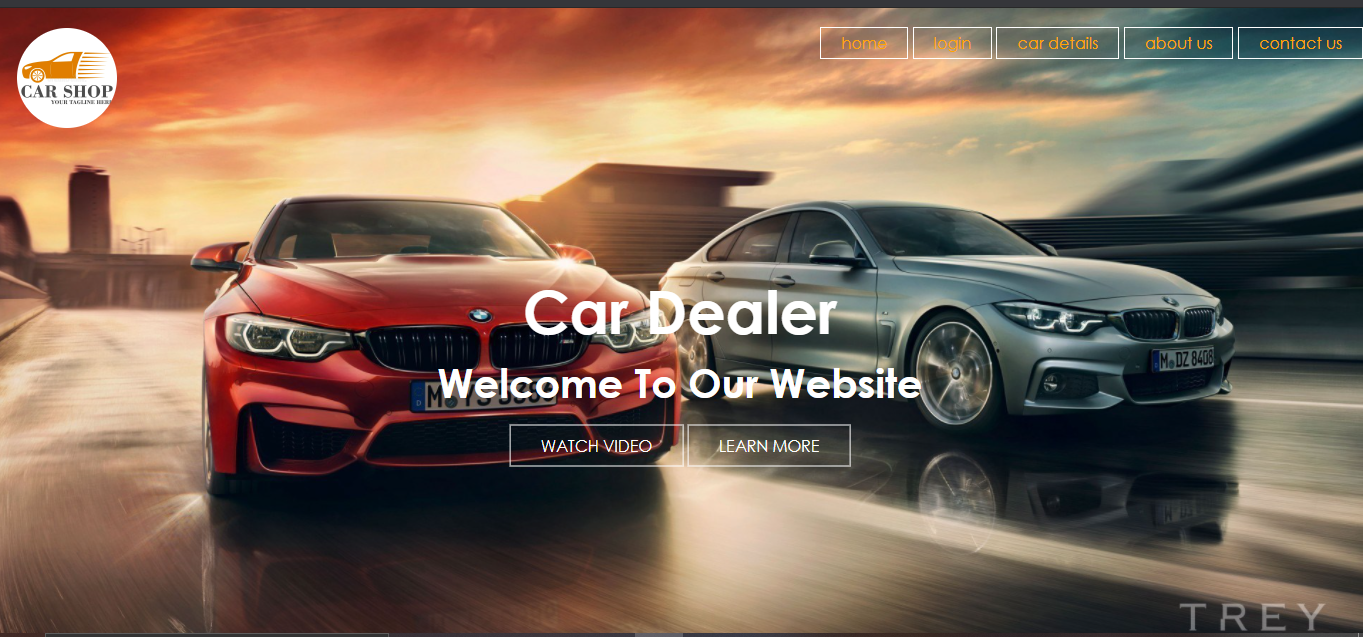 home login car details about us contact us
CAR SHOP
YOUR TAGLINE HERE
Car Dealer
Welcome To Our Website
WATCH VIDEO LEARN MORE
M DZ 8408
TREY